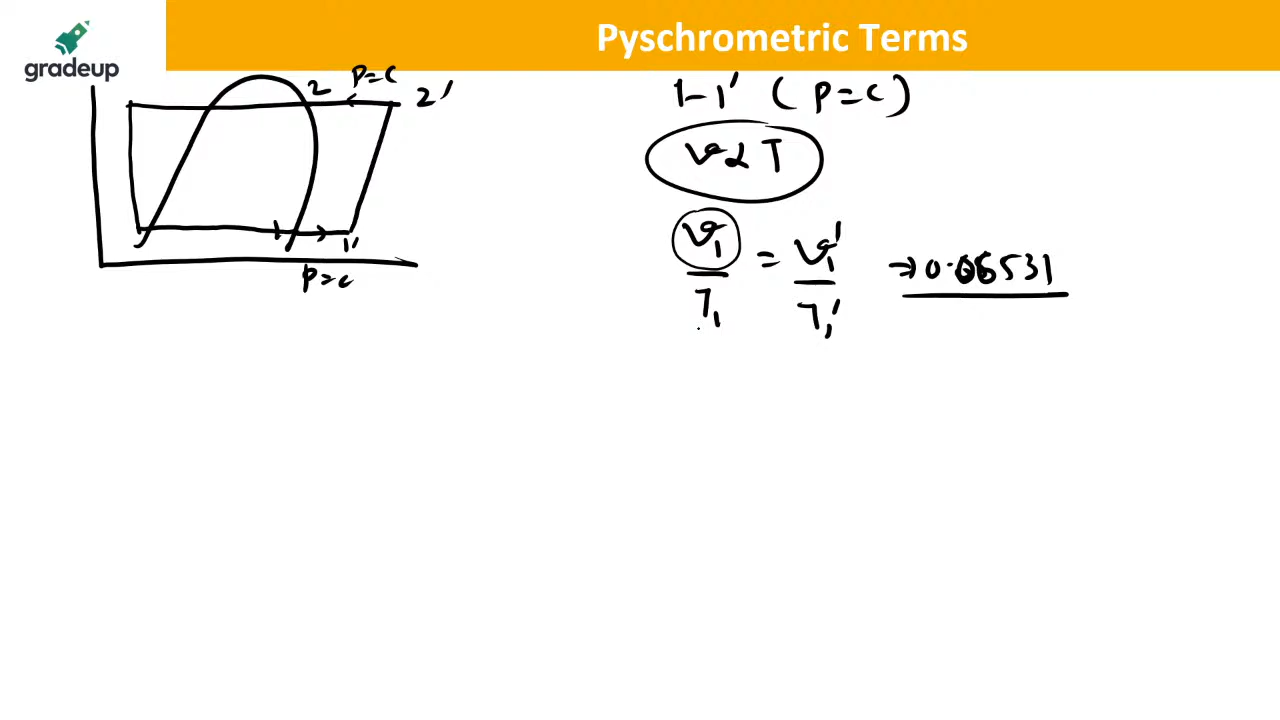 Pyschrometric Terms
gradeup
P=C
2
2'
1
1'
P=C
1-1' (P=C)
v α T
v₁/T₁ = v₁'/T₁' → 0.06531